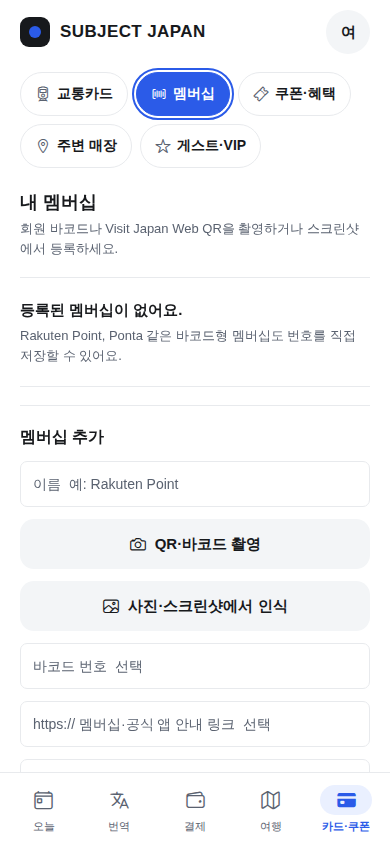 SUBJECT JAPAN
여
교통카드
멤버십
쿠폰·혜택
주변 매장
게스트·VIP
내 멤버십
회원 바코드나 Visit Japan Web QR을 촬영하거나 스크린샷
에서 등록하세요.
등록된 멤버십이 없어요.
Rakuten Point, Ponta 같은 바코드형 멤버십도 번호를 직접
저장할 수 있어요.
멤버십 추가
이름 예: Rakuten Point
QR·바코드 촬영
사진·스크린샷에서 인식
바코드 번호 선택
https:// 멤버십·공식 앱 안내 링크 선택
오늘
번역
결제
여행
카드·쿠폰